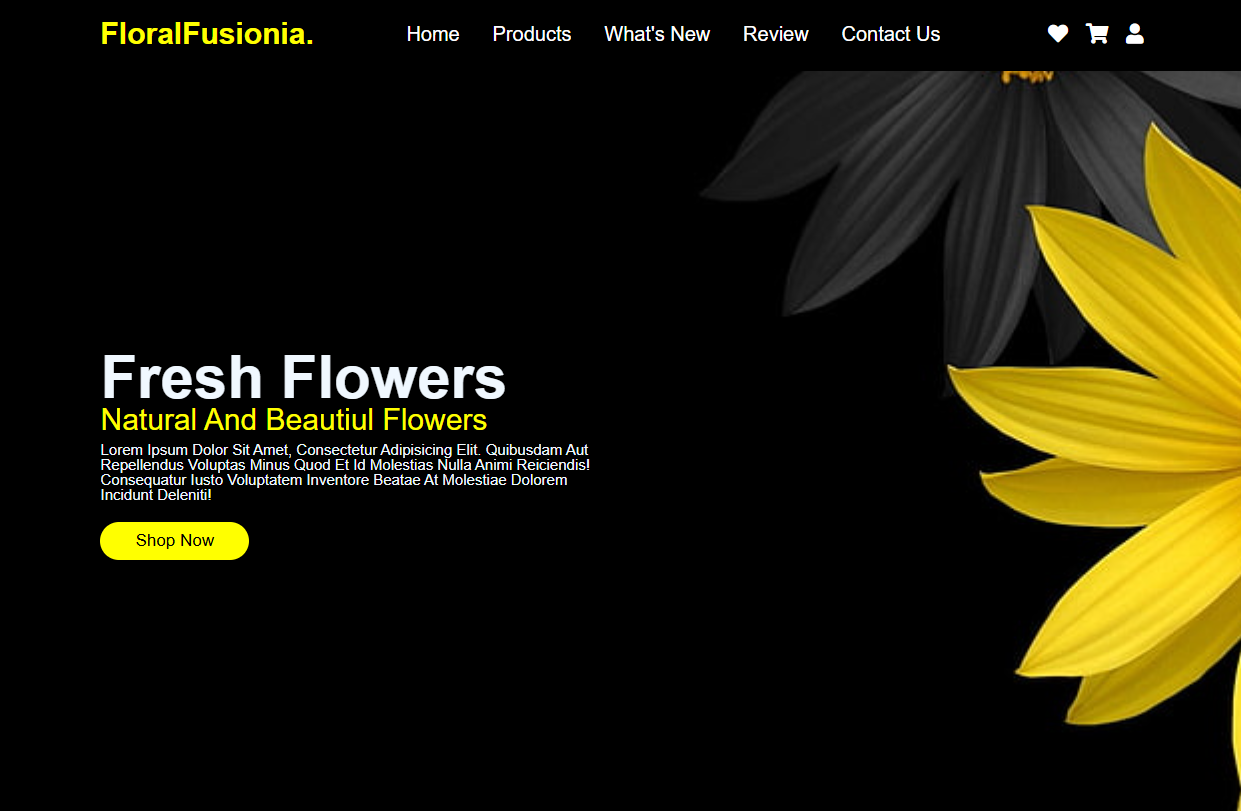 FloralFusionia.
Home Products What's New Review Contact Us
Fresh Flowers
Natural And Beautiul Flowers
Lorem Ipsum Dolor Sit Amet, Consectetur Adipisicing Elit. Quibusdam Aut
Repellendus Voluptas Minus Quod Et Id Molestias Nulla Animi Reiciendis!
Consequatur Iusto Voluptatem Inventore Beatae At Molestiae Dolorem
Incidunt Deleniti!
Shop Now